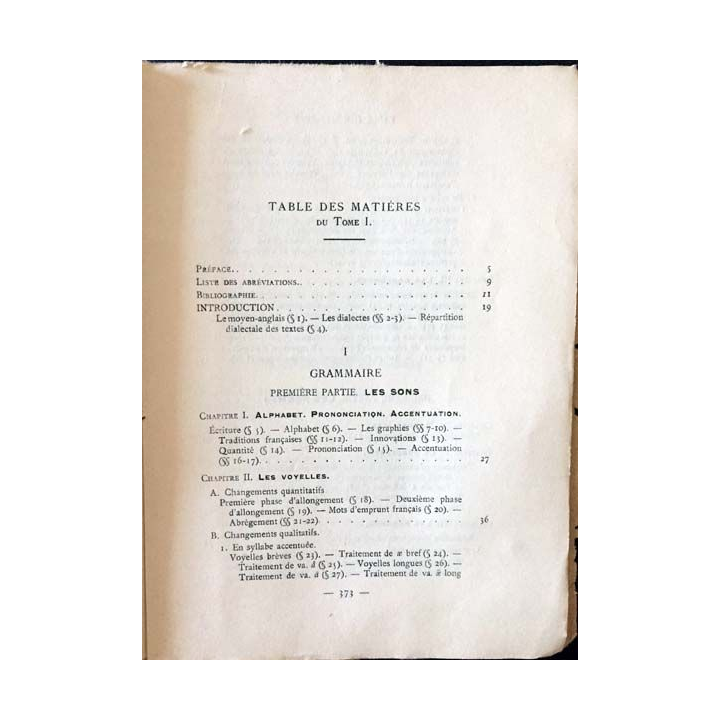 TABLE DES MATIÈRES
DU TOME I.
PRÉFACE. . . . . . . . . . . . . . . . . . . . 5
LISTE DES ABRÉVIATIONS. . . . . . . . . . . . . . . 9
BIBLIOGRAPHIE. . . . . . . . . . . . . . . . . . 11
INTRODUCTION . . . . . . . . . . . . . . . . . 19
Le moyen-anglais (§ 1). — Les dialectes (§§ 2-3). — Répartition
dialectale des textes (§ 4).
I
GRAMMAIRE
PREMIÈRE PARTIE. LES SONS
CHAPITRE I. ALPHABET. PRONONCIATION. ACCENTUATION.
Écriture (§ 5). — Alphabet (§ 6). — Les graphies (§§ 7-10). —
Traditions françaises (§§ 11-12). — Innovations (§ 13). —
Quantité (§ 14). — Prononciation (§ 15). — Accentuation
(§§ 16-17). . . . . . . . . . . . . . . . . . 27
CHAPITRE II. LES VOYELLES.
A. Changements quantitatifs
Première phase d'allongement (§ 18). — Deuxième phase
d'allongement (§ 19). — Mots d'emprunt français (§ 20). —
Abrègement (§§ 21-22) . . . . . . . . . . . . . 36
B. Changements qualitatifs.
1. En syllabe accentuée.
Voyelles brèves (§ 23). — Traitement de æ bref (§ 24). —
Traitement de va. (§ 25). — Voyelles longues (§ 26). —
Traitement de va. (§ 27). — Traitement de va. long
— 373 —